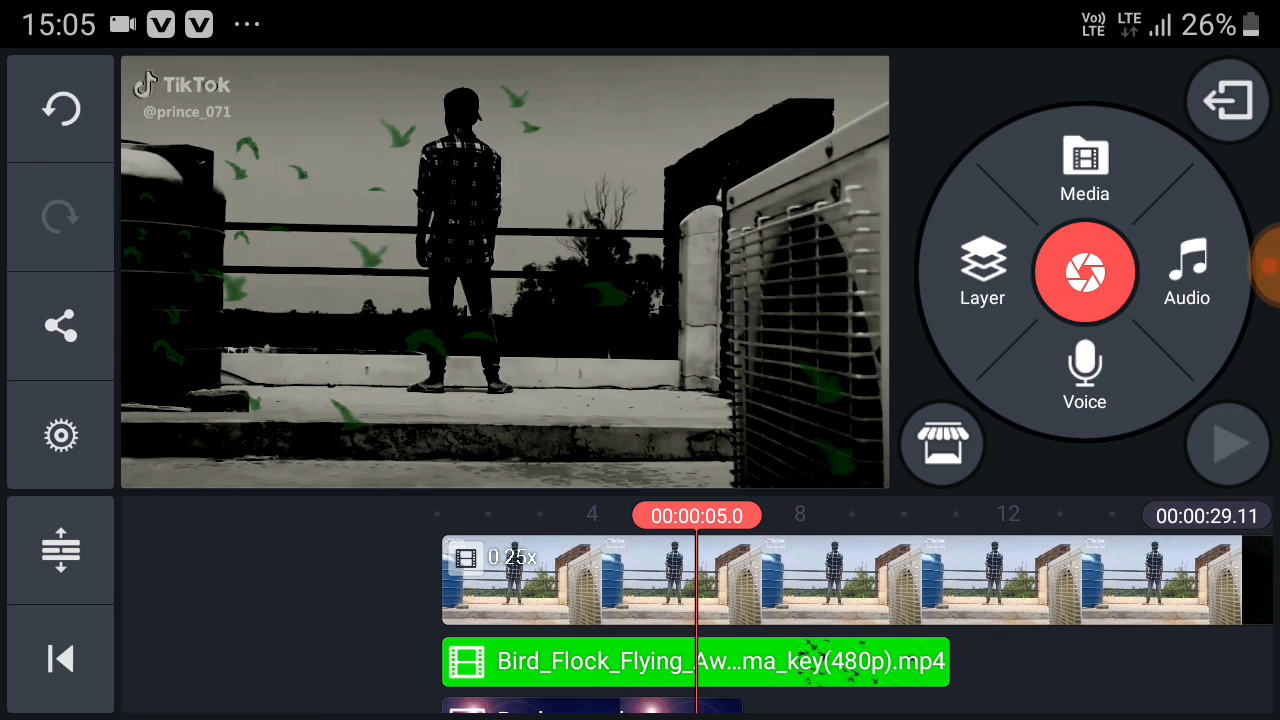 15:05
Vo)) LTE
LTE
26%
TikTok
@prince_071
Media
Layer
Audio
Voice
4
00:00:05.0
8
12
00:00:29.11
0.25x
Bird_Flock_Flying_Aw...ma_key(480p).mp4